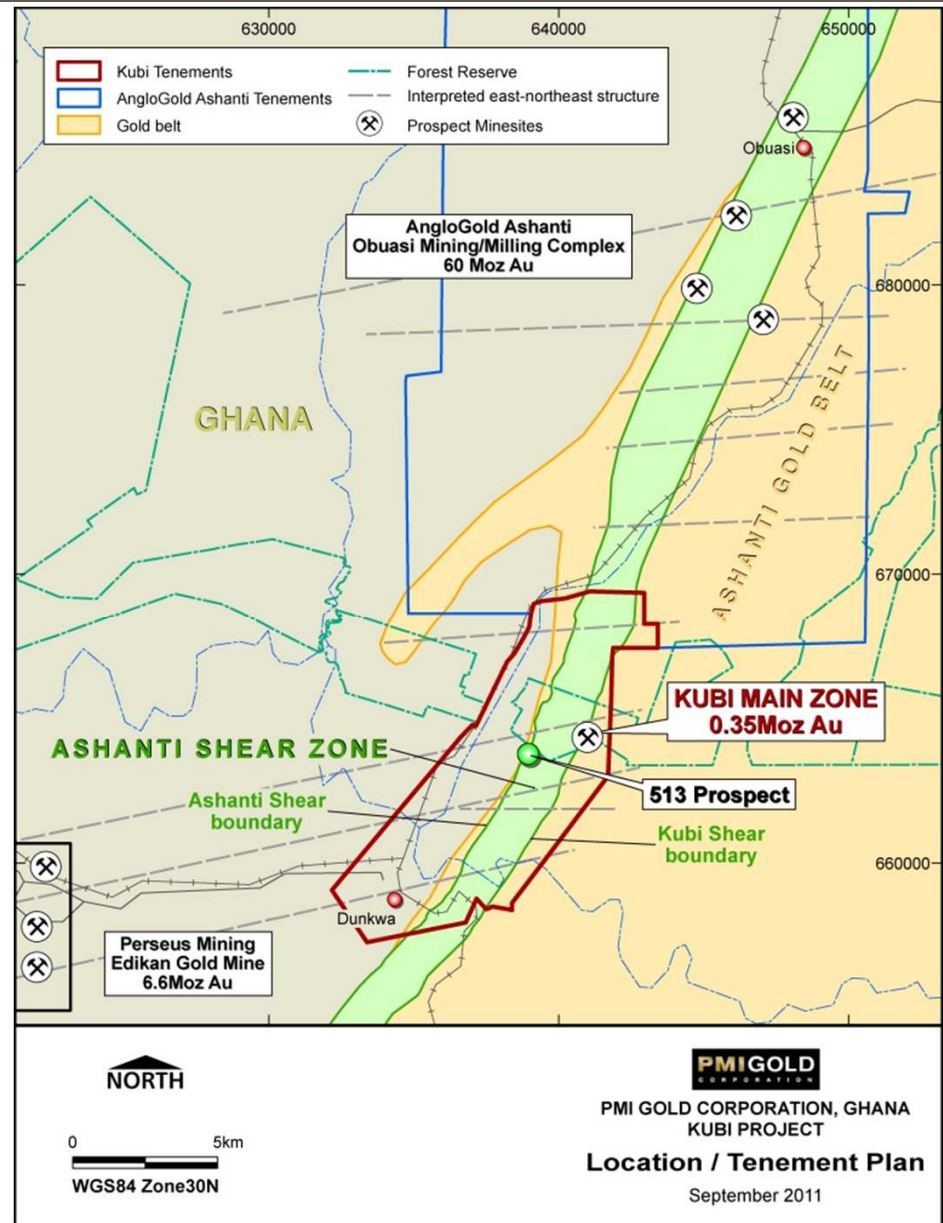 630000
640000
650000
Kubi Tenements
AngloGold Ashanti Tenements
Gold belt
Forest Reserve
Interpreted east-northeast structure
Prospect Minesites
Obuasi
AngloGold Ashanti
Obuasi Mining/Milling Complex
60 Moz Au
680000
GHANA
ASHANTI GOLD BELT
670000
KUBI MAIN ZONE
0.35Moz Au
ASHANTI SHEAR ZONE
513 Prospect
Ashanti Shear
boundary
Kubi Shear
boundary
660000
Dunkwa
Perseus Mining
Edikan Gold Mine
6.6Moz Au
NORTH
0 5km
WGS84 Zone30N
PMIGOLD
CORPORATION
PMI GOLD CORPORATION, GHANA
KUBI PROJECT
Location / Tenement Plan
September 2011